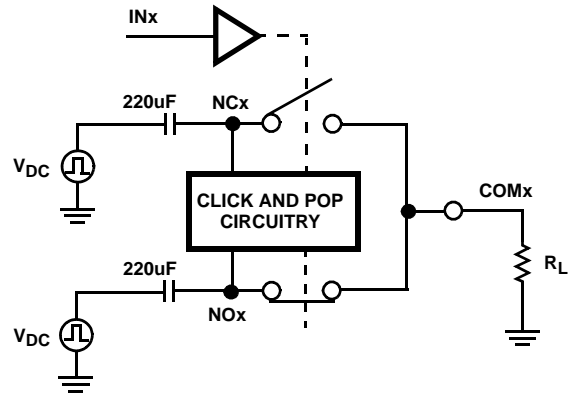 INx
220uF
NCx
VDC
CLICK AND POP
CIRCUITRY
COMx
RL
220uF
NOx
VDC